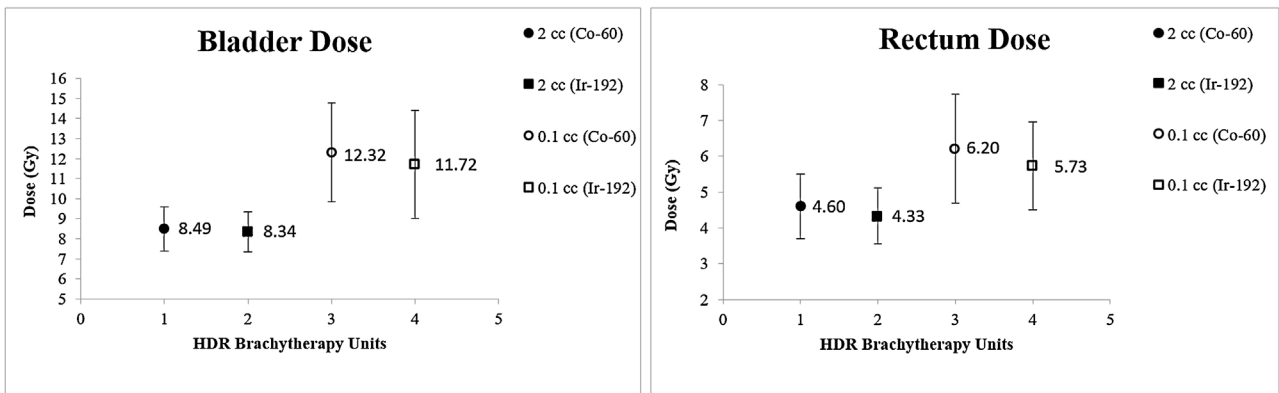 Bladder Dose
Dose (Gy)
16
15
14
13
12
11
10
9
8
7
6
5
8.49
8.34
12.32
11.72
0 1 2 3 4 5
HDR Brachytherapy Units
2 cc (Co-60)
2 cc (Ir-192)
0.1 cc (Co-60)
0.1 cc (Ir-192)
Rectum Dose
Dose (Gy)
8
7
6
5
4
3
2
4.60
4.33
6.20
5.73
0 1 2 3 4 5
HDR Brachytherapy Units
2 cc (Co-60)
2 cc (Ir-192)
0.1 cc (Co-60)
0.1 cc (Ir-192)